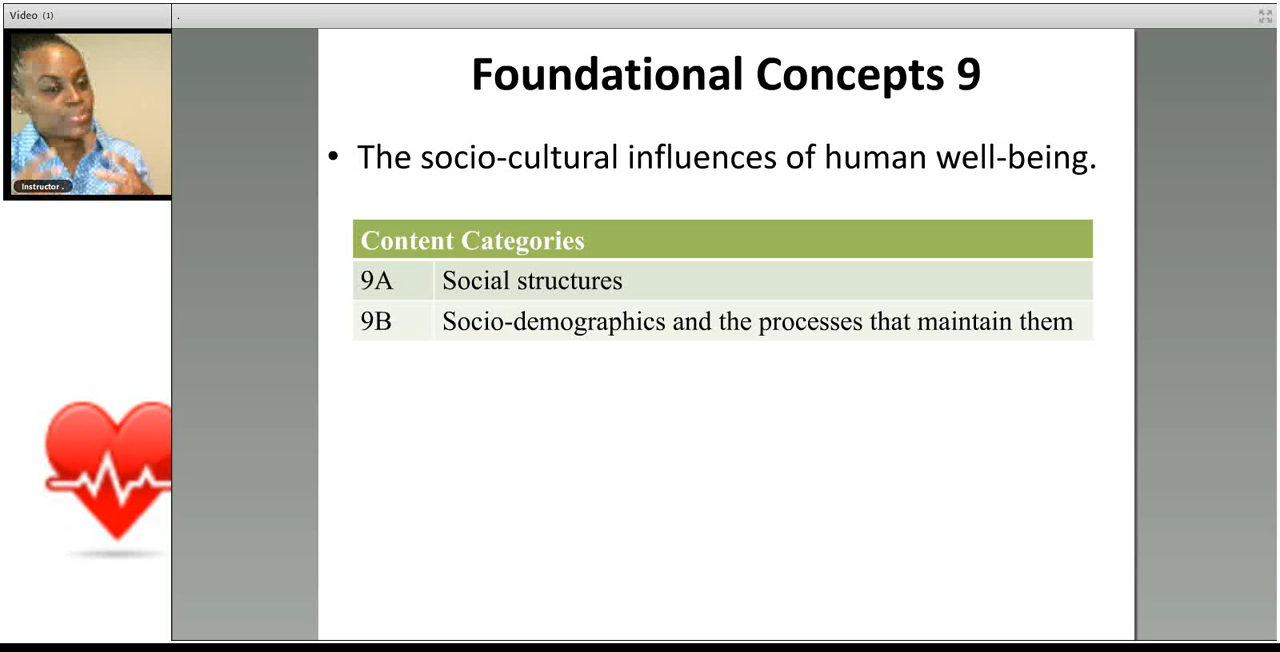 Video (1)
.
Instructor .
Foundational Concepts 9
• The socio-cultural influences of human well-being.
Content Categories
9A Social structures
9B Socio-demographics and the processes that maintain them